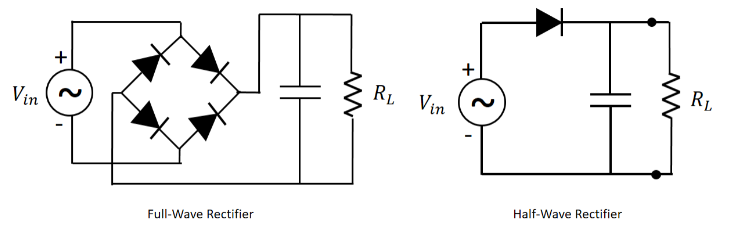 +
V_in
-
R_L
Full-Wave Rectifier
+
V_in
-
R_L
Half-Wave Rectifier